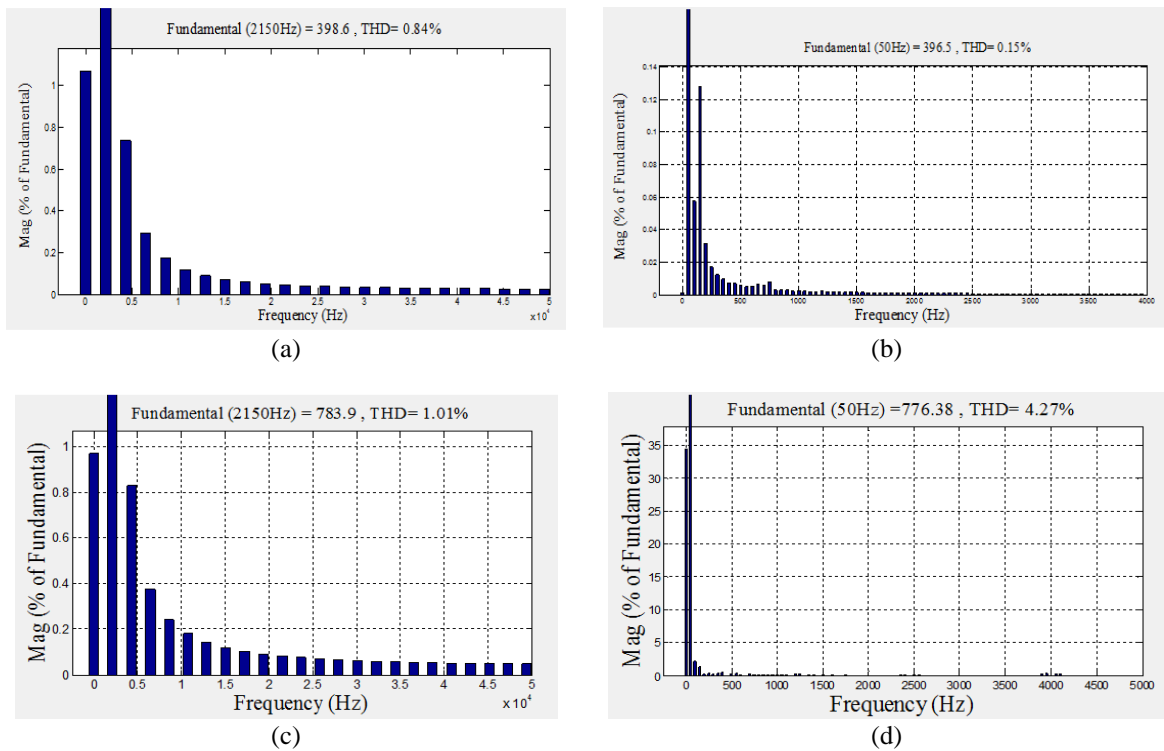 Fundamental (2150Hz) = 398.6 , THD= 0.84%
Mag (% of Fundamental)
1
0.8
0.6
0.4
0.2
0
0 0.5 1 1.5 2 2.5 3 3.5 4 4.5 5
x10⁴
Frequency (Hz)
(a)
Fundamental (50Hz) = 396.5 , THD= 0.15%
Mag (% of Fundamental)
0.14
0.12
0.1
0.08
0.06
0.04
0.02
0
0 500 1000 1500 2000 2500 3000 3500 4000
Frequency (Hz)
(b)
Fundamental (2150Hz) = 783.9 , THD= 1.01%
Mag (% of Fundamental)
1
0.8
0.6
0.4
0.2
0
0 0.5 1 1.5 2 2.5 3 3.5 4 4.5 5
x10⁴
Frequency (Hz)
(c)
Fundamental (50Hz) =776.38 , THD= 4.27%
Mag (% of Fundamental)
35
30
25
20
15
10
5
0
0 500 1000 1500 2000 2500 3000 3500 4000 4500 5000
Frequency (Hz)
(d)